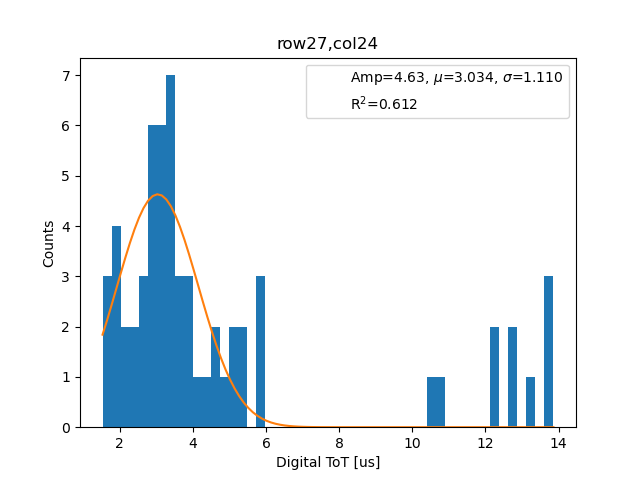 row27,col24
Amp=4.63, μ=3.034, σ=1.110
R²=0.612
Counts
7
6
5
4
3
2
1
0
2 4 6 8 10 12 14
Digital ToT [us]